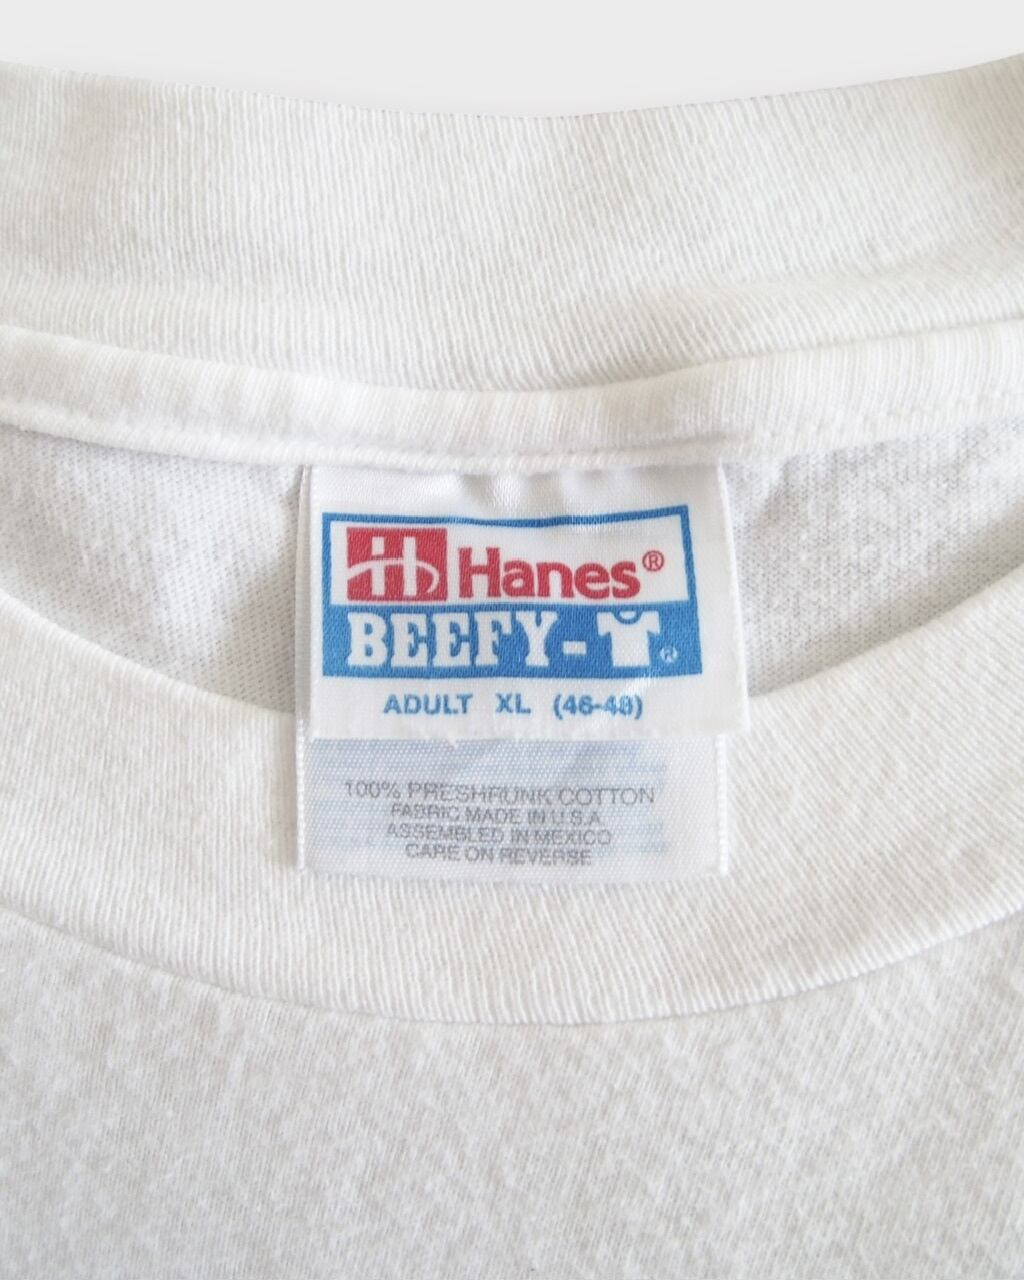 Hanes®
BEEFY-T®
ADULT XL (46-48)
100% PRESHRUNK COTTON
FABRIC MADE IN U.S.A.
ASSEMBLED IN MEXICO
CARE ON REVERSE